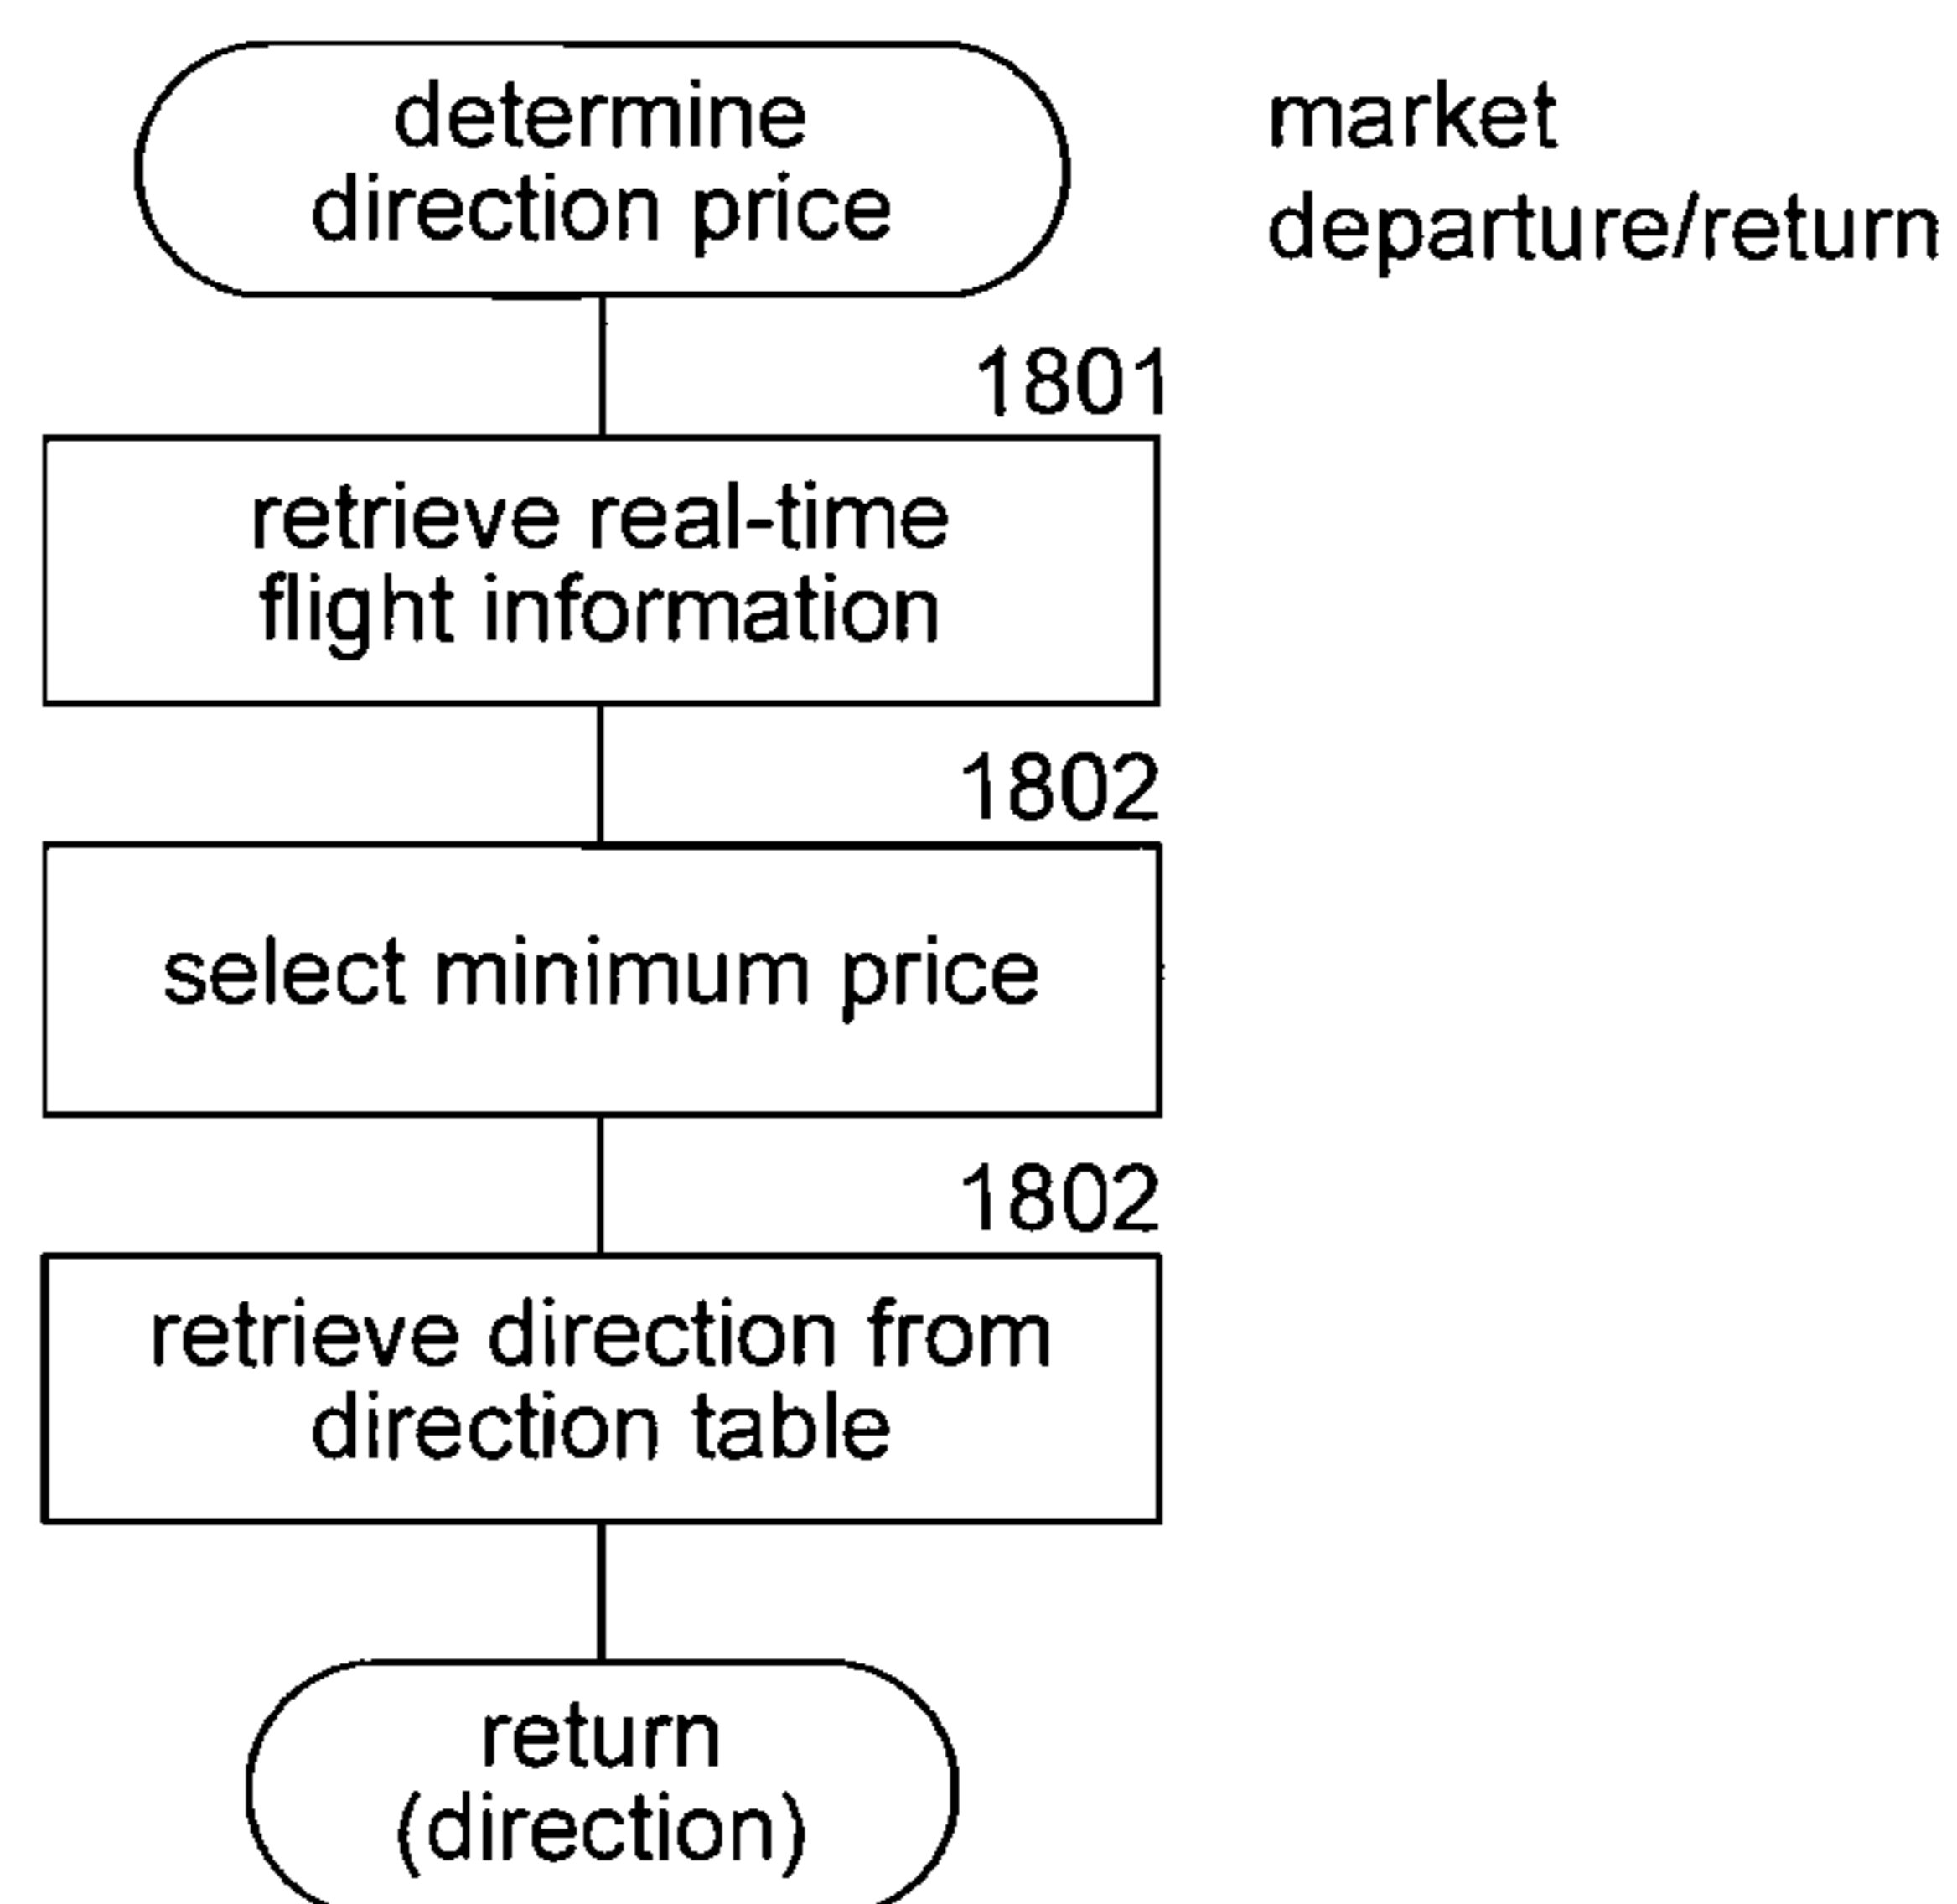 determine
direction price
market
departure/return
1801
retrieve real-time
flight information
1802
select minimum price
1802
retrieve direction from
direction table
return
(direction)